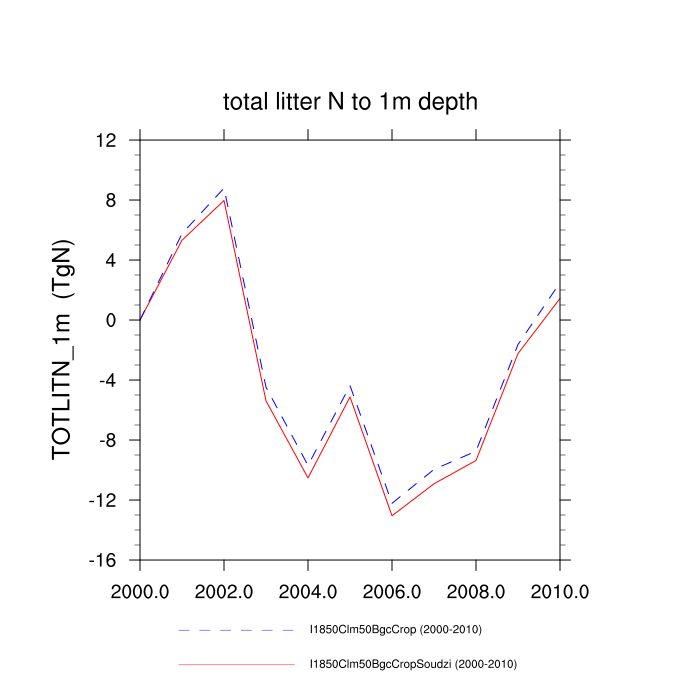 total litter N to 1m depth
TOTLITN_1m (TgN)
12
8
4
0
-4
-8
-12
-16
2000.0 2002.0 2004.0 2006.0 2008.0 2010.0
I1850Clm50BgcCrop (2000-2010)
I1850Clm50BgcCropSoudzi (2000-2010)